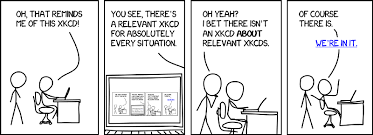 OH, THAT REMINDS
ME OF THIS XKCD!
YOU SEE, THERE'S
A RELEVANT XKCD
FOR ABSOLUTELY
EVERY SITUATION.
OH YEAH?
I BET THERE ISN'T
AN XKCD ABOUT
RELEVANT XKCDS.
OF COURSE
THERE IS.
WE'RE IN IT.